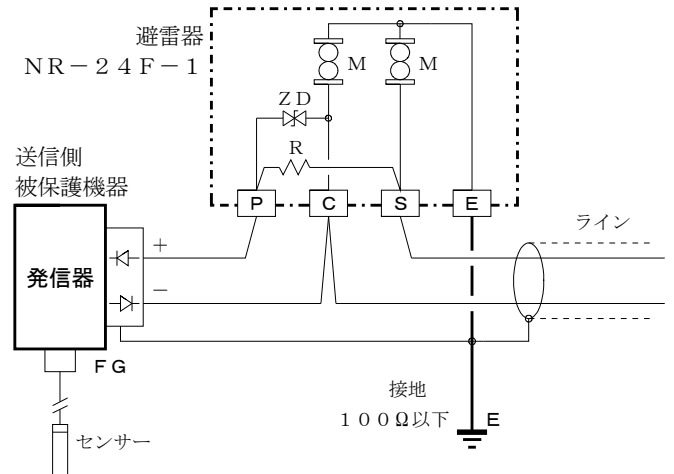 避雷器
ＮＲ－２４Ｆ－１
M
M
ＺＤ
R
P
C
S
E
送信側
被保護機器
発信器
＋
－
ＦＧ
センサー
ライン
接地
１００Ω以下
E